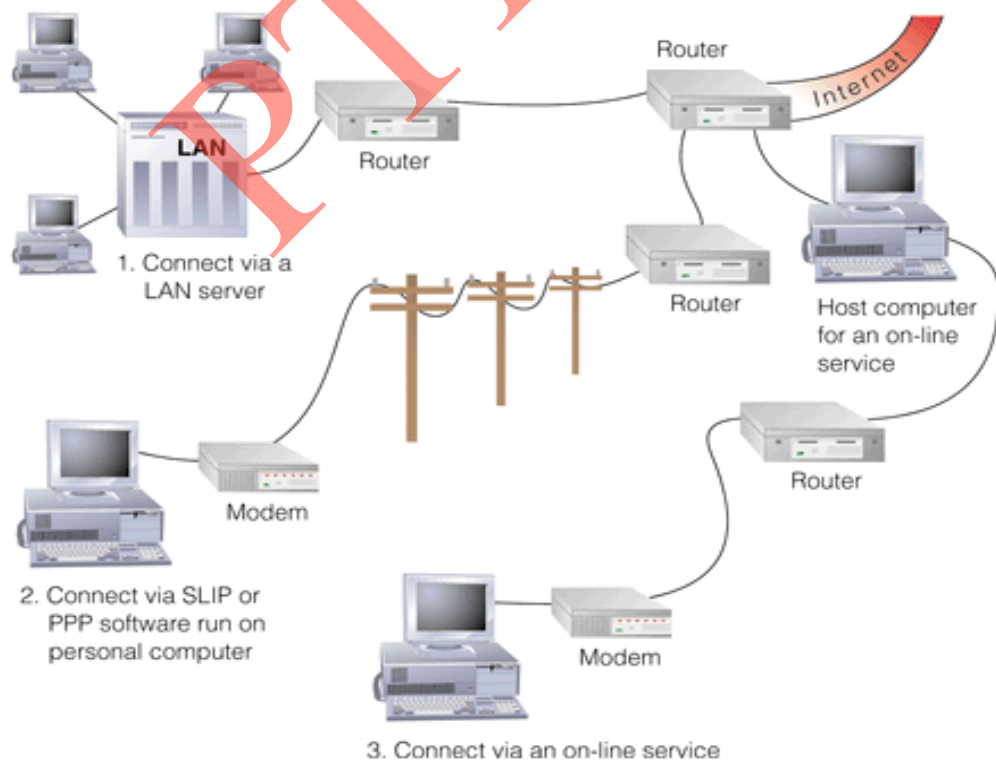 Router
Internet
LAN
Router
1. Connect via a
LAN server
Router
Host computer
for an on-line
service
Router
Modem
2. Connect via SLIP or
PPP software run on
personal computer
Modem
3. Connect via an on-line service